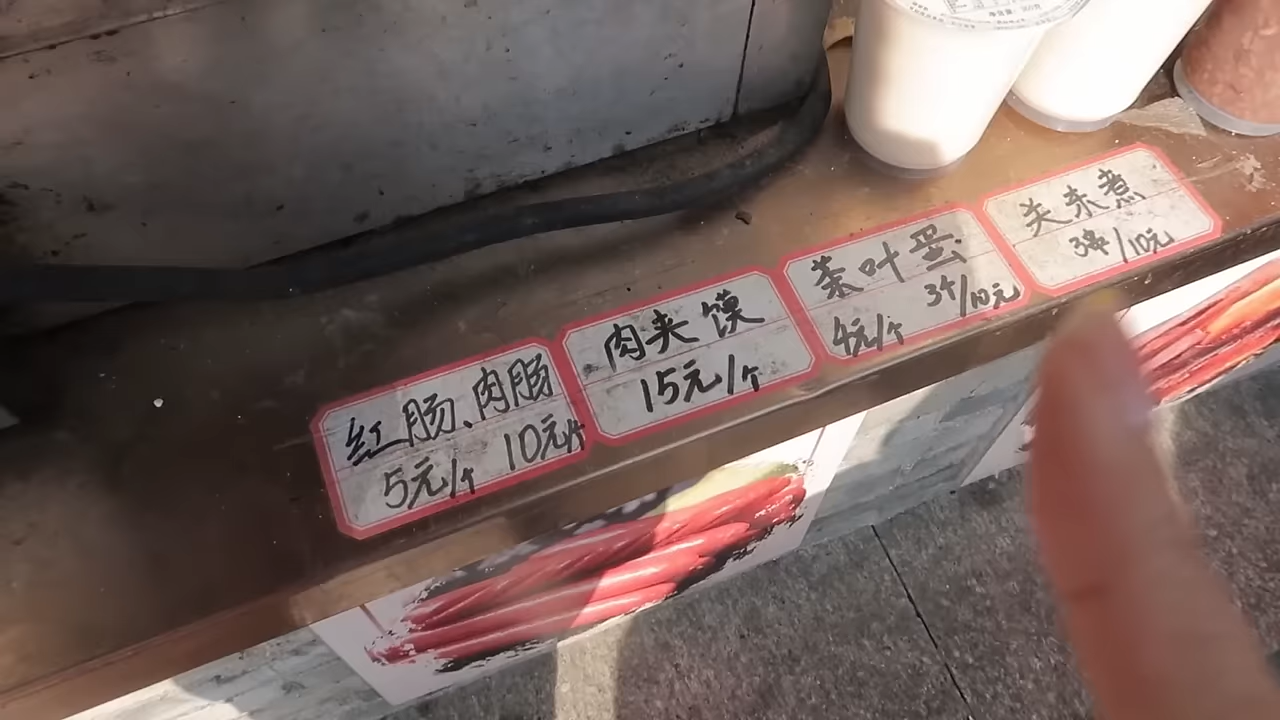 红肠、肉肠
5元/个 10元/个
肉夹馍
15元/个
茶叶蛋
4元/个 3个/10元
关东煮
3串/10元